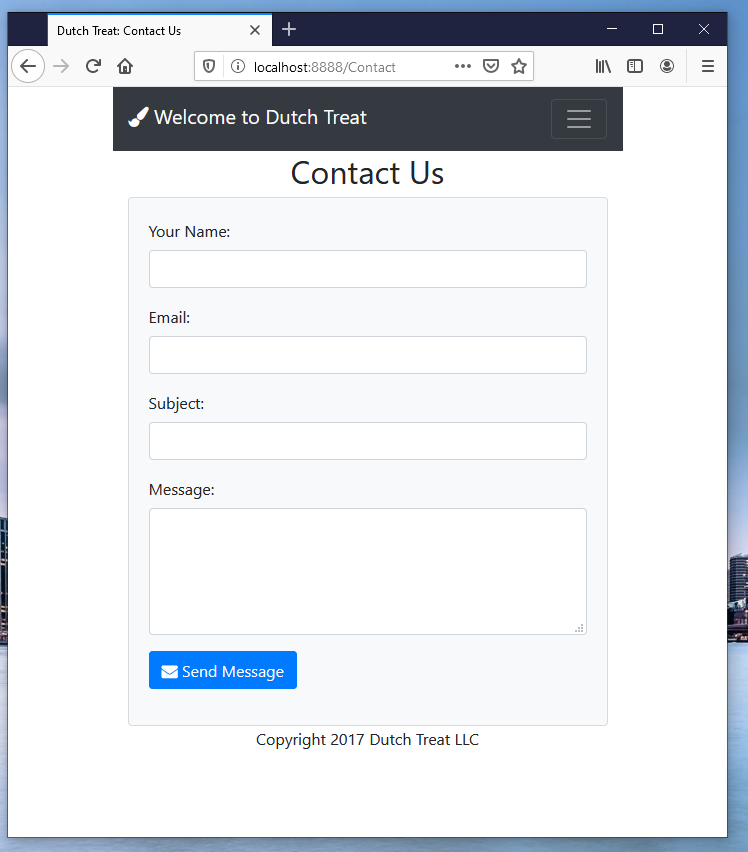 Dutch Treat: Contact Us
localhost:8888/Contact
Welcome to Dutch Treat
Contact Us
Your Name:
Email:
Subject:
Message:
Send Message
Copyright 2017 Dutch Treat LLC